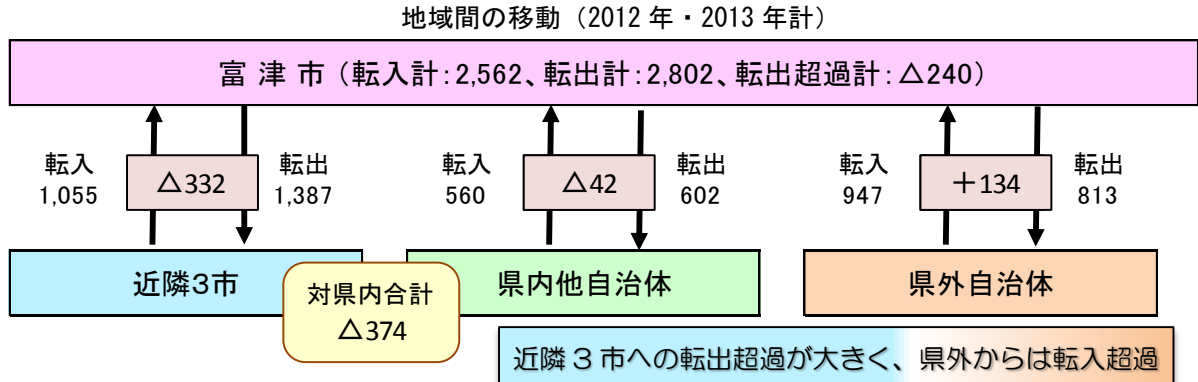 地域間の移動（2012 年・2013 年計）
富 津 市（転入計：2,562、転出計：2,802、転出超過計：△240）
転入
1,055
△332
転出
1,387
転入
560
△42
転出
602
転入
947
＋134
転出
813
近隣3市
対県内合計
△374
県内他自治体
県外自治体
近隣 3 市への転出超過が大きく、県外からは転入超過